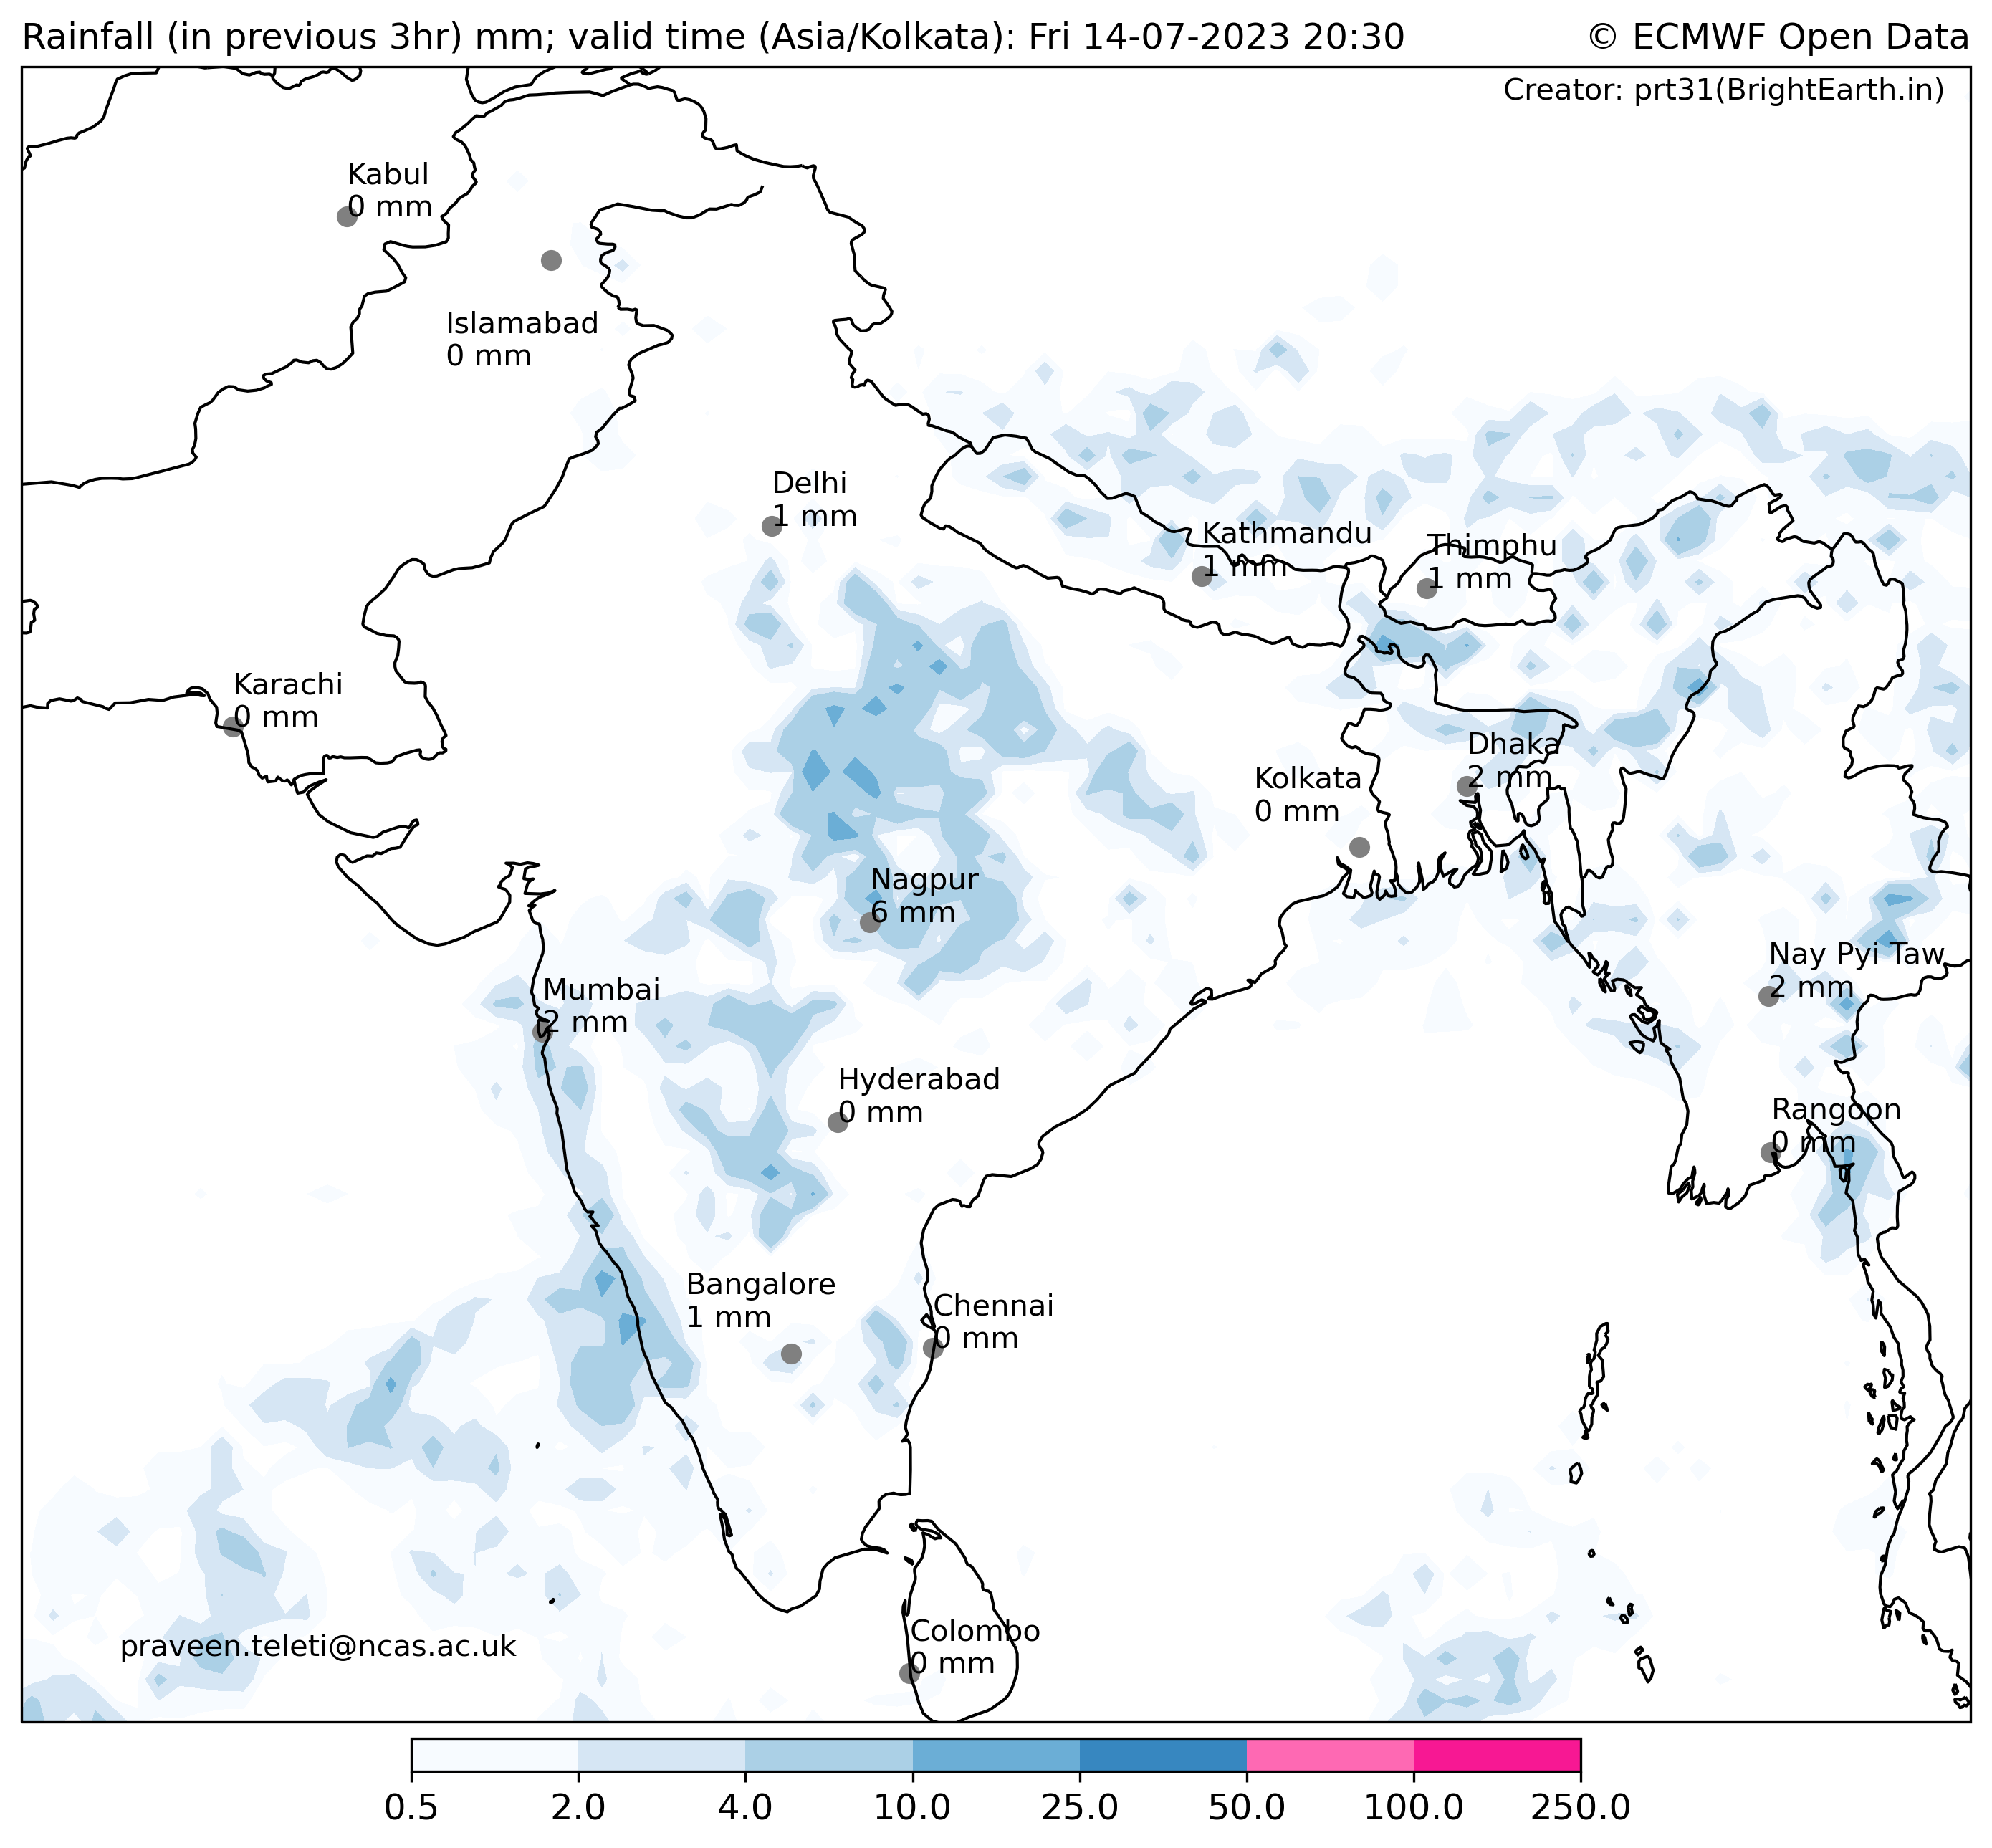 Rainfall (in previous 3hr) mm; valid time (Asia/Kolkata): Fri 14-07-2023 20:30
© ECMWF Open Data
Creator: prt31(BrightEarth.in)
Kabul
0 mm
Islamabad
0 mm
Delhi
1 mm
Kathmandu
1 mm
Thimphu
1 mm
Karachi
0 mm
Dhaka
2 mm
Kolkata
0 mm
Nagpur
6 mm
Nay Pyi Taw
2 mm
Mumbai
2 mm
Hyderabad
0 mm
Rangoon
0 mm
Bangalore
1 mm
Chennai
0 mm
Colombo
0 mm
praveen.teleti@ncas.ac.uk
0.5 2.0 4.0 10.0 25.0 50.0 100.0 250.0